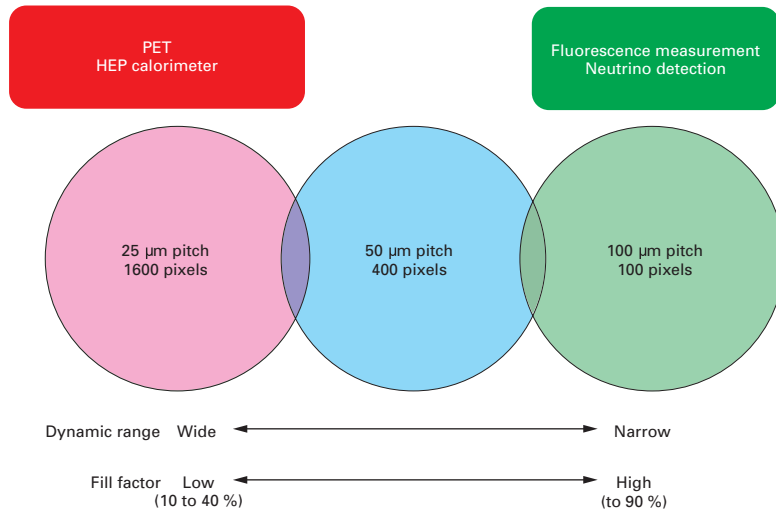 PET
HEP calorimeter
Fluorescence measurement
Neutrino detection
25 µm pitch
1600 pixels
50 µm pitch
400 pixels
100 µm pitch
100 pixels
Dynamic range Wide Narrow
Fill factor Low High
(10 to 40 %) (to 90 %)